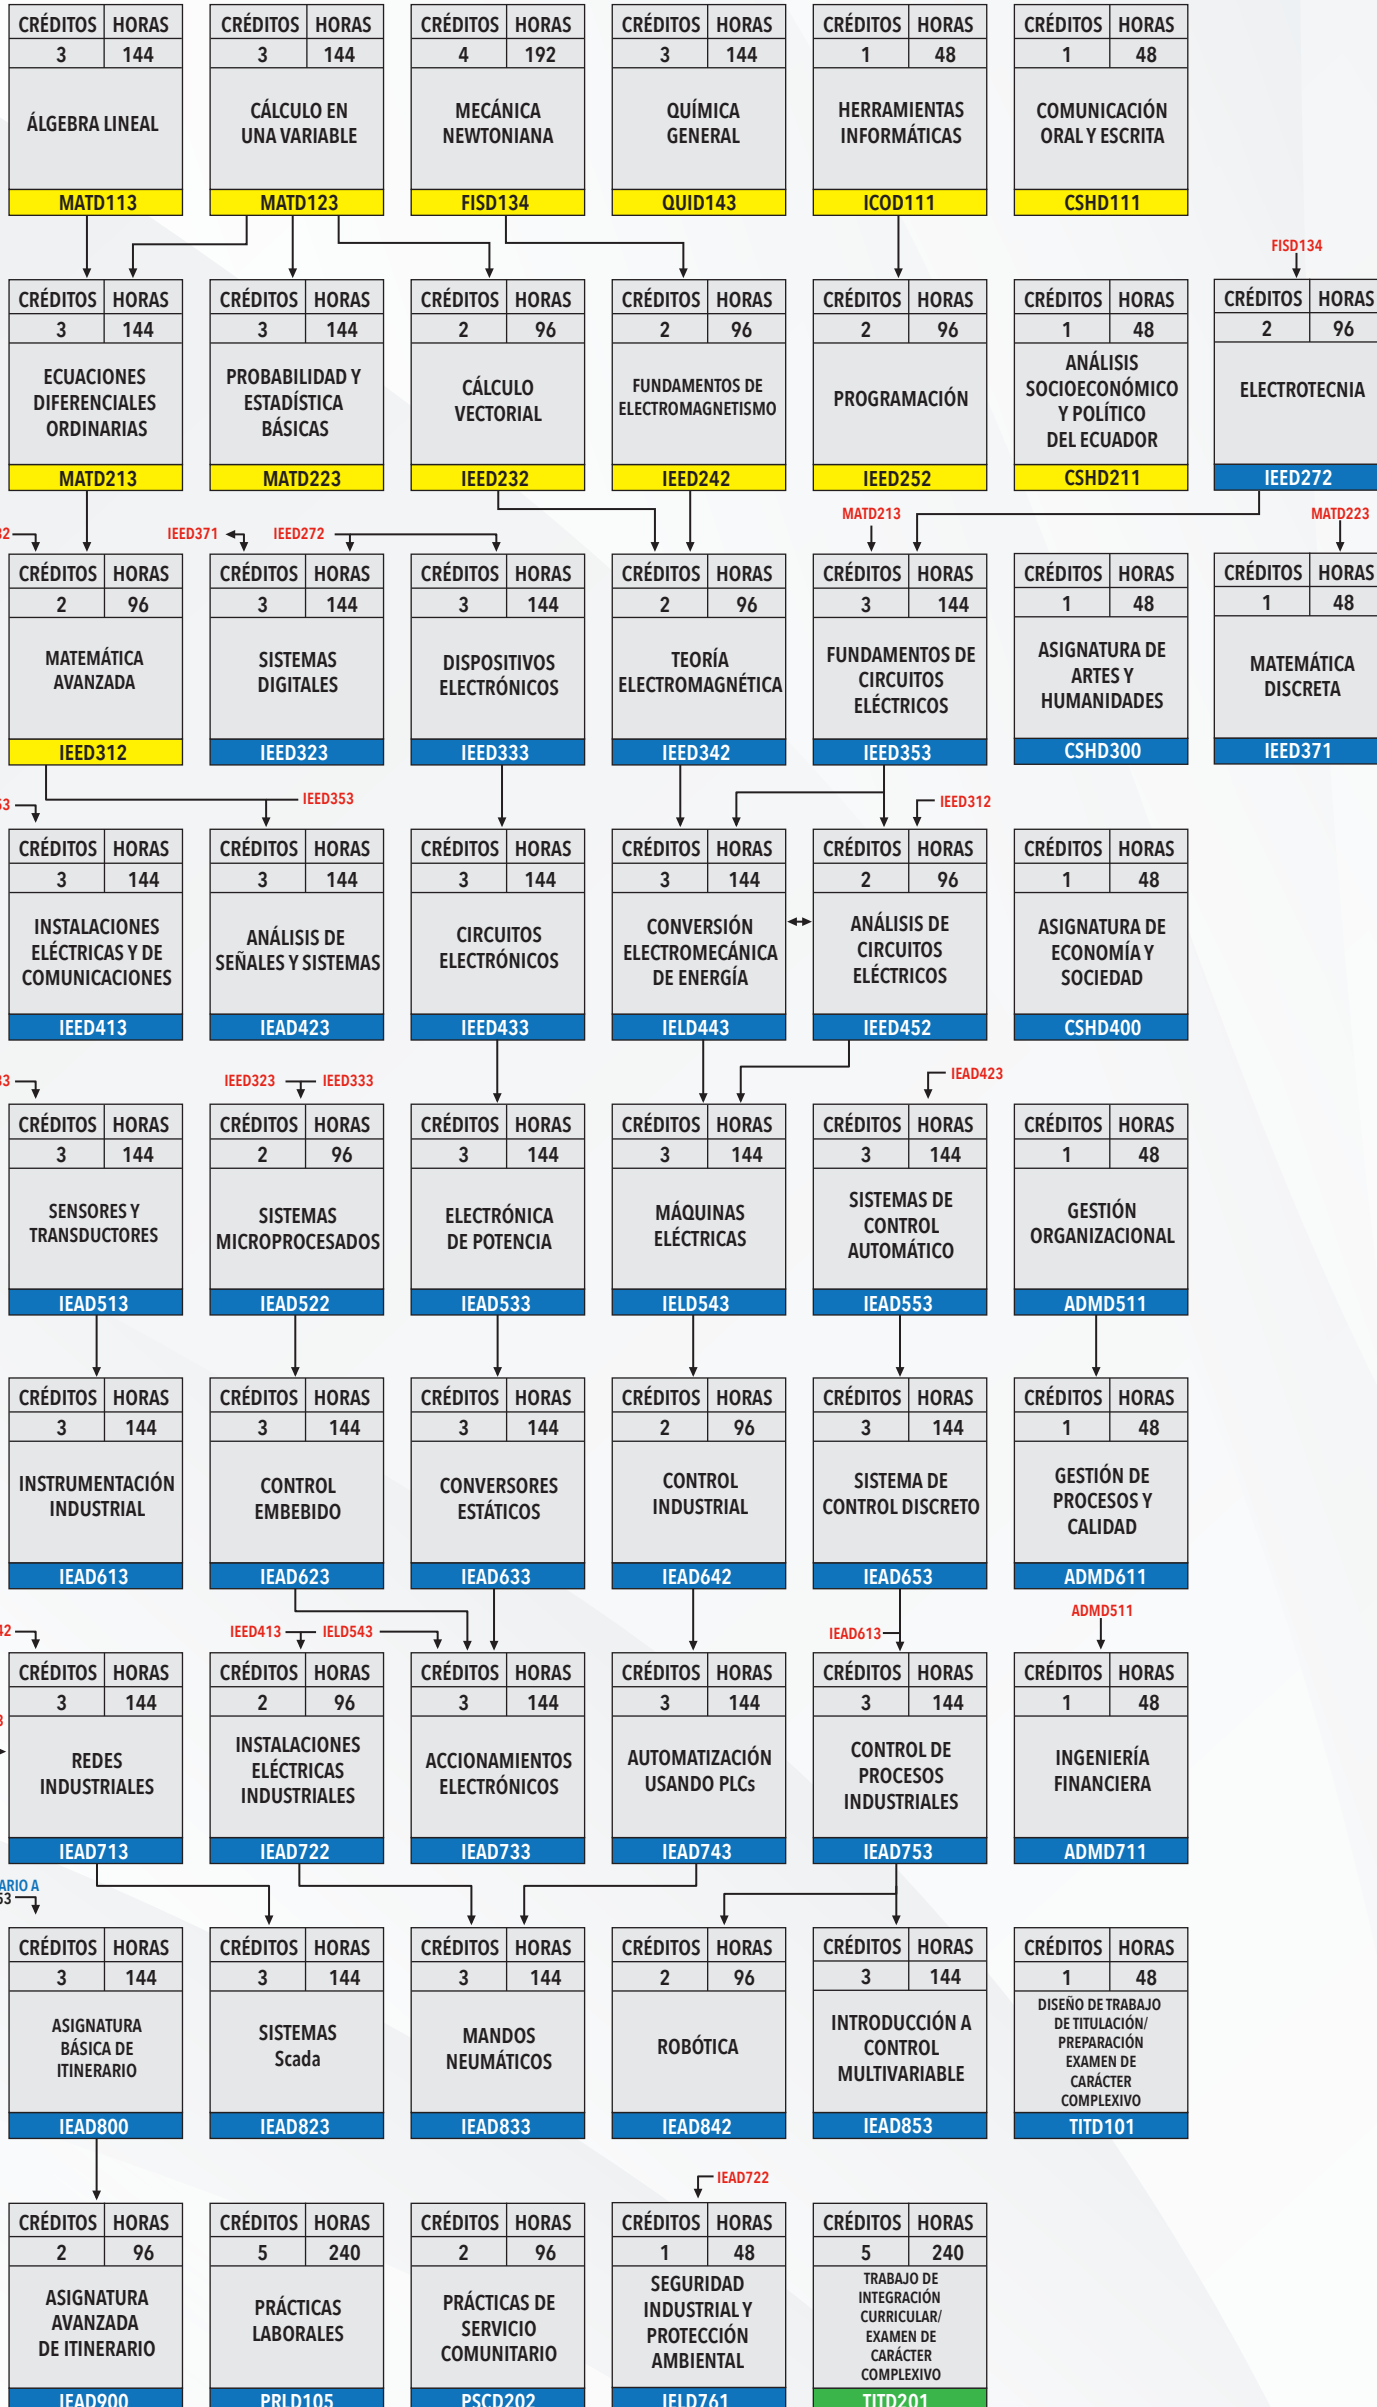 CRÉDITOS HORAS CRÉDITOS HORAS CRÉDITOS HORAS CRÉDITOS HORAS CRÉDITOS HORAS CRÉDITOS HORAS
3 144 3 144 4 192 3 144 1 48 1 48
ÁLGEBRA LINEAL
CÁLCULO EN
UNA VARIABLE
MECÁNICA
NEWTONIANA
QUÍMICA
GENERAL
HERRAMIENTAS
INFORMÁTICAS
COMUNICACIÓN
ORAL Y ESCRITA
MATD113 MATD123 FISD134 QUID143 ICOD111 CSHD111
FISD134
CRÉDITOS HORAS CRÉDITOS HORAS CRÉDITOS HORAS CRÉDITOS HORAS CRÉDITOS HORAS CRÉDITOS HORAS CRÉDITOS HORAS
3 144 3 144 2 96 2 96 2 96 1 48 2 96
ECUACIONES
DIFERENCIALES
ORDINARIAS
PROBABILIDAD Y
ESTADÍSTICA
BÁSICAS
CÁLCULO
VECTORIAL
FUNDAMENTOS DE
ELECTROMAGNETISMO
PROGRAMACIÓN
ANÁLISIS
SOCIOECONÓMICO
Y POLÍTICO
DEL ECUADOR
ELECTROTECNIA
MATD213 MATD223 IEED232 IEED242 IEED252 CSHD211 IEED272
IEED371 IEED272 MATD213 MATD223
CRÉDITOS HORAS CRÉDITOS HORAS CRÉDITOS HORAS CRÉDITOS HORAS CRÉDITOS HORAS CRÉDITOS HORAS CRÉDITOS HORAS
2 96 3 144 3 144 2 96 3 144 1 48 1 48
MATEMÁTICA
AVANZADA
SISTEMAS
DIGITALES
DISPOSITIVOS
ELECTRÓNICOS
TEORÍA
ELECTROMAGNÉTICA
FUNDAMENTOS DE
CIRCUITOS
ELÉCTRICOS
ASIGNATURA DE
ARTES Y
HUMANIDADES
MATEMÁTICA
DISCRETA
IEED312 IEED323 IEED333 IEED342 IEED353 CSHD300 IEED371
53 IEED353 IEED312
CRÉDITOS HORAS CRÉDITOS HORAS CRÉDITOS HORAS CRÉDITOS HORAS CRÉDITOS HORAS CRÉDITOS HORAS
3 144 3 144 3 144 3 144 2 96 1 48
INSTALACIONES
ELÉCTRICAS Y DE
COMUNICACIONES
ANÁLISIS DE
SEÑALES Y SISTEMAS
CIRCUITOS
ELECTRÓNICOS
CONVERSIÓN
ELECTROMECÁNICA
DE ENERGÍA
ANÁLISIS DE
CIRCUITOS
ELÉCTRICOS
ASIGNATURA DE
ECONOMÍA Y
SOCIEDAD
IEED413 IEAD423 IEED433 IELD443 IEED452 CSHD400
33 IEED323 IEED333 IEAD423
CRÉDITOS HORAS CRÉDITOS HORAS CRÉDITOS HORAS CRÉDITOS HORAS CRÉDITOS HORAS CRÉDITOS HORAS
3 144 2 96 3 144 3 144 3 144 1 48
SENSORES Y
TRANSDUCTORES
SISTEMAS
MICROPROCESADOS
ELECTRÓNICA
DE POTENCIA
MÁQUINAS
ELÉCTRICAS
SISTEMAS DE
CONTROL
AUTOMÁTICO
GESTIÓN
ORGANIZACIONAL
IEAD513 IEAD522 IEAD533 IELD543 IEAD553 ADMD511
CRÉDITOS HORAS CRÉDITOS HORAS CRÉDITOS HORAS CRÉDITOS HORAS CRÉDITOS HORAS CRÉDITOS HORAS
3 144 3 144 3 144 2 96 3 144 1 48
INSTRUMENTACIÓN
INDUSTRIAL
CONTROL
EMBEBIDO
CONVERSORES
ESTÁTICOS
CONTROL
INDUSTRIAL
SISTEMA DE
CONTROL DISCRETO
GESTIÓN DE
PROCESOS Y
CALIDAD
IEAD613 IEAD623 IEAD633 IEAD642 IEAD653 ADMD611
42 IEED413 IELD543 IEAD613 ADMD511
CRÉDITOS HORAS CRÉDITOS HORAS CRÉDITOS HORAS CRÉDITOS HORAS CRÉDITOS HORAS CRÉDITOS HORAS
3 144 2 96 3 144 3 144 3 144 1 48
REDES
INDUSTRIALES
INSTALACIONES
ELÉCTRICAS
INDUSTRIALES
ACCIONAMIENTOS
ELECTRÓNICOS
AUTOMATIZACIÓN
USANDO PLCs
CONTROL DE
PROCESOS
INDUSTRIALES
INGENIERÍA
FINANCIERA
IEAD713 IEAD722 IEAD733 IEAD743 IEAD753 ADMD711
ARIO A
53
CRÉDITOS HORAS CRÉDITOS HORAS CRÉDITOS HORAS CRÉDITOS HORAS CRÉDITOS HORAS CRÉDITOS HORAS
3 144 3 144 3 144 2 96 3 144 1 48
ASIGNATURA
BÁSICA DE
ITINERARIO
SISTEMAS
Scada
MANDOS
NEUMÁTICOS
ROBÓTICA
INTRODUCCIÓN A
CONTROL
MULTIVARIABLE
DISEÑO DE TRABAJO
DE TITULACIÓN/
PREPARACIÓN
EXAMEN DE
CARÁCTER
COMPLEXIVO
IEAD800 IEAD823 IEAD833 IEAD842 IEAD853 TITD101
IEAD722
CRÉDITOS HORAS CRÉDITOS HORAS CRÉDITOS HORAS CRÉDITOS HORAS CRÉDITOS HORAS
2 96 5 240 2 96 1 48 5 240
ASIGNATURA
AVANZADA
DE ITINERARIO
PRÁCTICAS
LABORALES
PRÁCTICAS DE
SERVICIO
COMUNITARIO
SEGURIDAD
INDUSTRIAL Y
PROTECCIÓN
AMBIENTAL
TRABAJO DE
INTEGRACIÓN
CURRICULAR/
EXAMEN DE
CARÁCTER
COMPLEXIVO
IEAD900 PRLD105 PSCD202 IELD761 TITD201